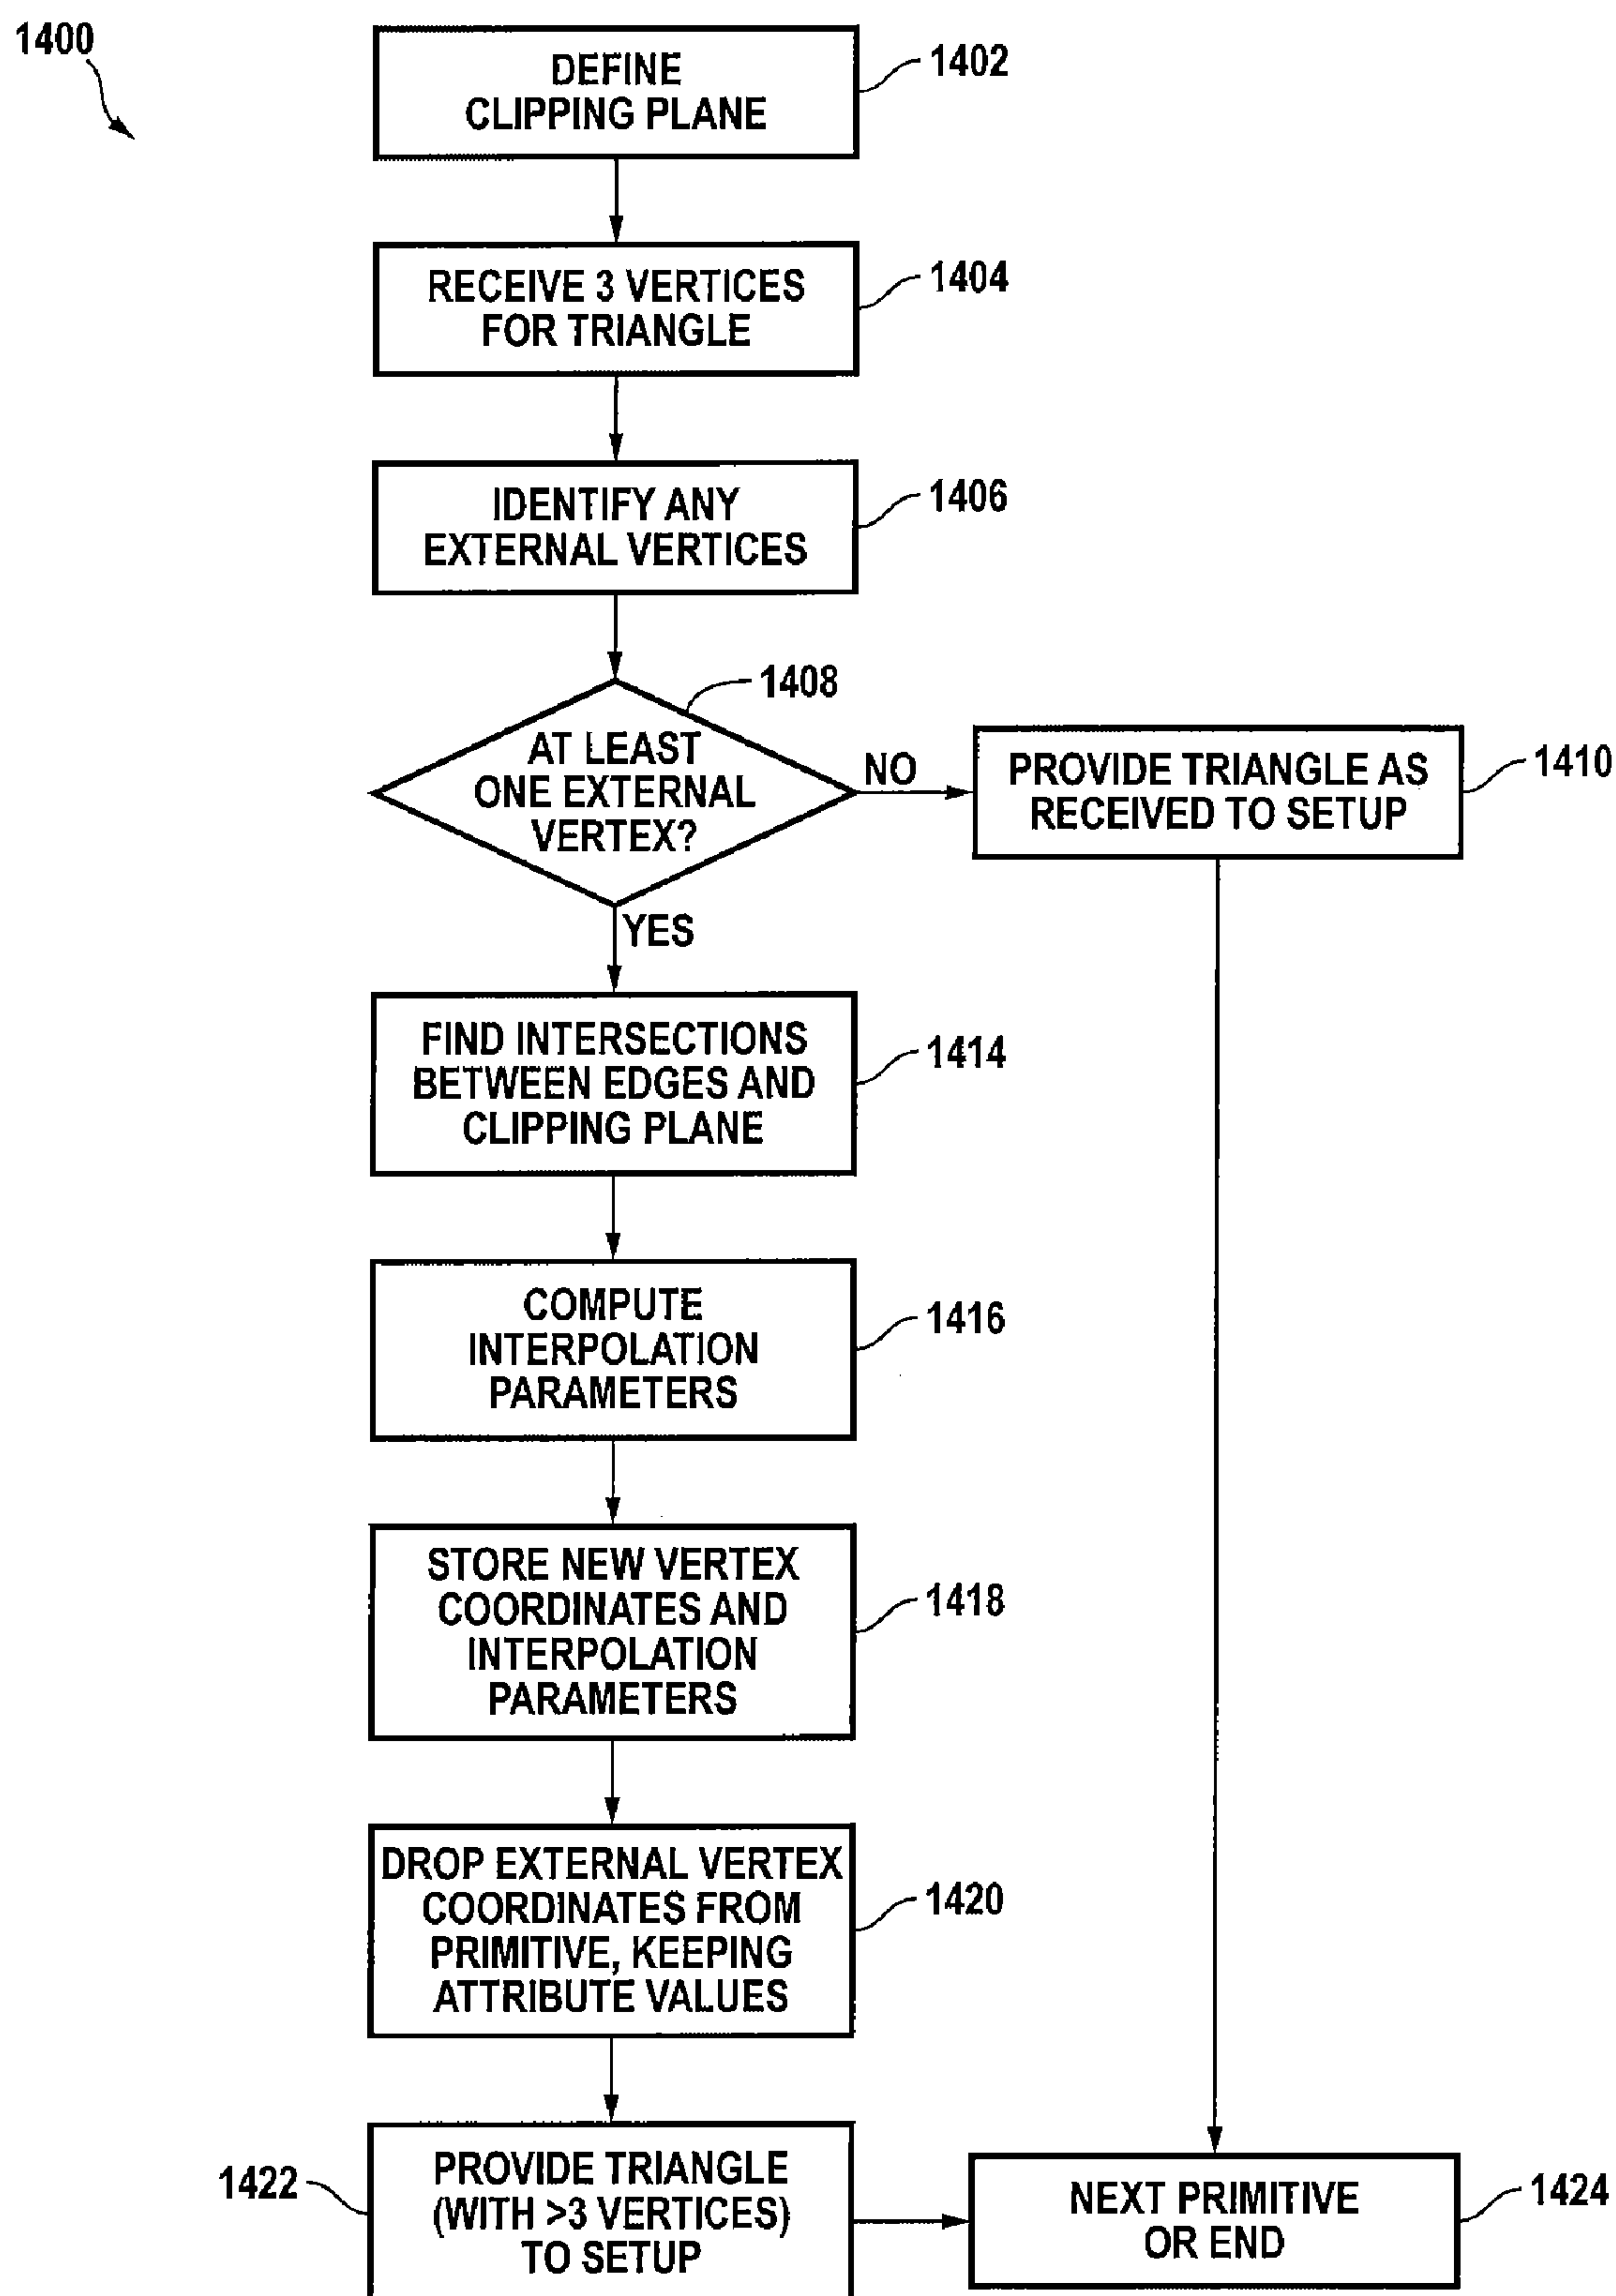 1400
DEFINE
CLIPPING PLANE
1402
RECEIVE 3 VERTICES
FOR TRIANGLE
1404
IDENTIFY ANY
EXTERNAL VERTICES
1406
1408
AT LEAST
ONE EXTERNAL
VERTEX?
NO
PROVIDE TRIANGLE AS
RECEIVED TO SETUP
1410
YES
FIND INTERSECTIONS
BETWEEN EDGES AND
CLIPPING PLANE
1414
COMPUTE
INTERPOLATION
PARAMETERS
1416
STORE NEW VERTEX
COORDINATES AND
INTERPOLATION
PARAMETERS
1418
DROP EXTERNAL VERTEX
COORDINATES FROM
PRIMITIVE, KEEPING
ATTRIBUTE VALUES
1420
1422
PROVIDE TRIANGLE
(WITH >3 VERTICES)
TO SETUP
NEXT PRIMITIVE
OR END
1424